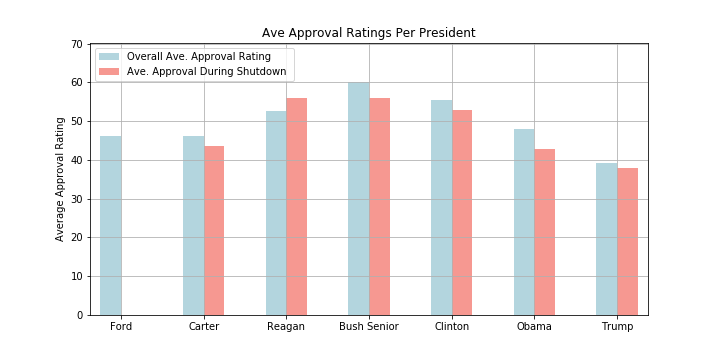 Ave Approval Ratings Per President
Overall Ave. Approval Rating
Ave. Approval During Shutdown
Average Approval Rating
70
60
50
40
30
20
10
0
Ford Carter Reagan Bush Senior Clinton Obama Trump